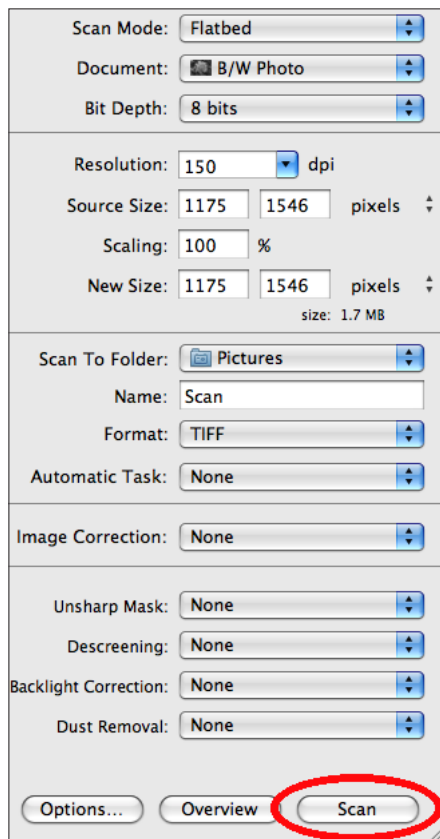 Scan Mode: Flatbed
Document: B/W Photo
Bit Depth: 8 bits
Resolution: 150 dpi
Source Size: 1175 1546 pixels
Scaling: 100 %
New Size: 1175 1546 pixels
size: 1.7 MB
Scan To Folder: Pictures
Name: Scan
Format: TIFF
Automatic Task: None
Image Correction: None
Unsharp Mask: None
Descreening: None
Backlight Correction: None
Dust Removal: None
Options... Overview Scan